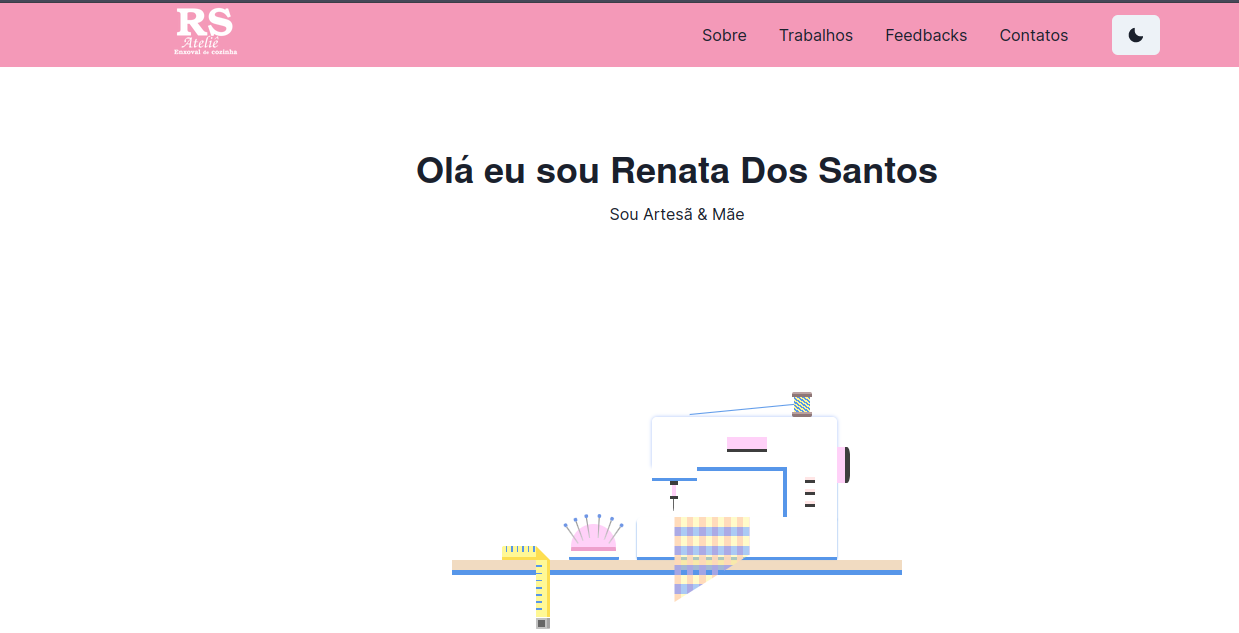 RS
Ateliê
Enxoval de cozinha
Sobre Trabalhos Feedbacks Contatos
Olá eu sou Renata Dos Santos
Sou Artesã & Mãe